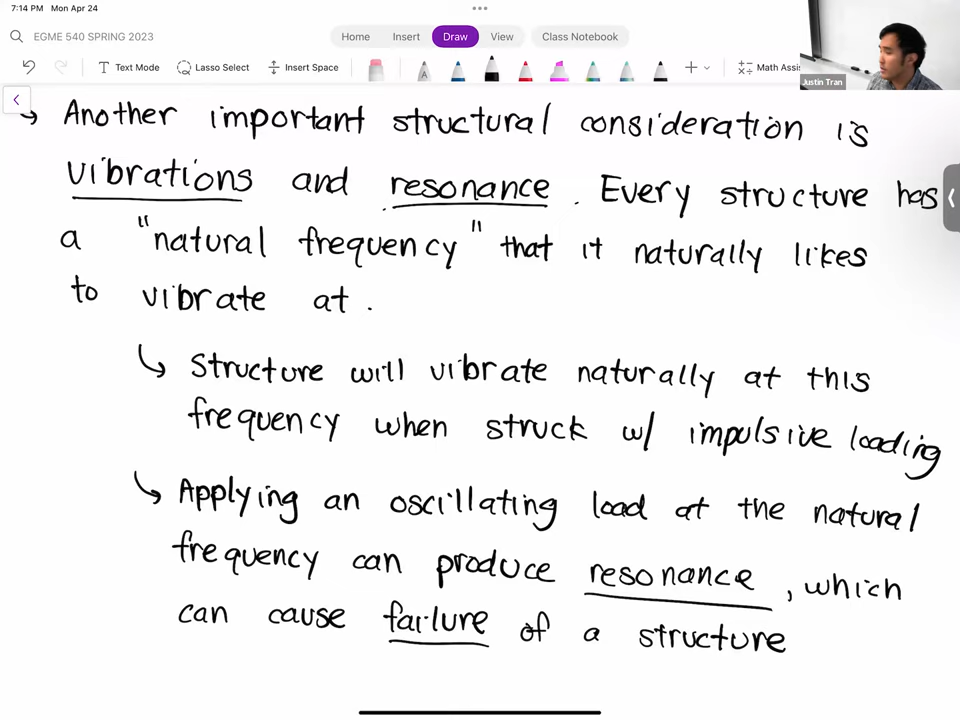 7:14 PM Mon Apr 24
EGME 540 SPRING 2023
Home Insert Draw View Class Notebook
Text Mode Lasso Select Insert Space Math Assis
Justin Tran
↳ Another important structural consideration is
vibrations and resonance. Every structure has
a "natural frequency" that it naturally likes
to vibrate at.
↳ Structure will vibrate naturally at this
frequency when struck w/ impulsive loading
↳ Applying an oscillating load at the natural
frequency can produce resonance, which
can cause failure of a structure